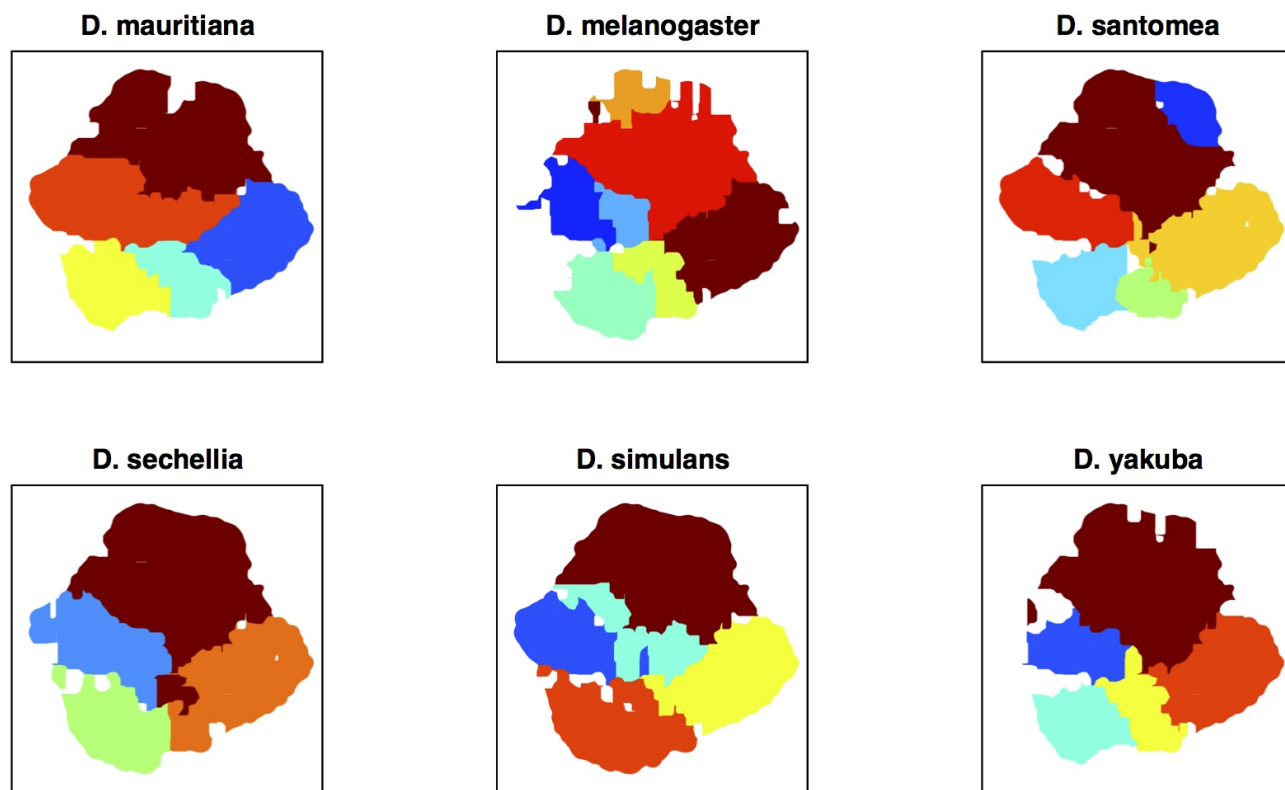 D. mauritiana
D. melanogaster
D. santomea
D. sechellia
D. simulans
D. yakuba